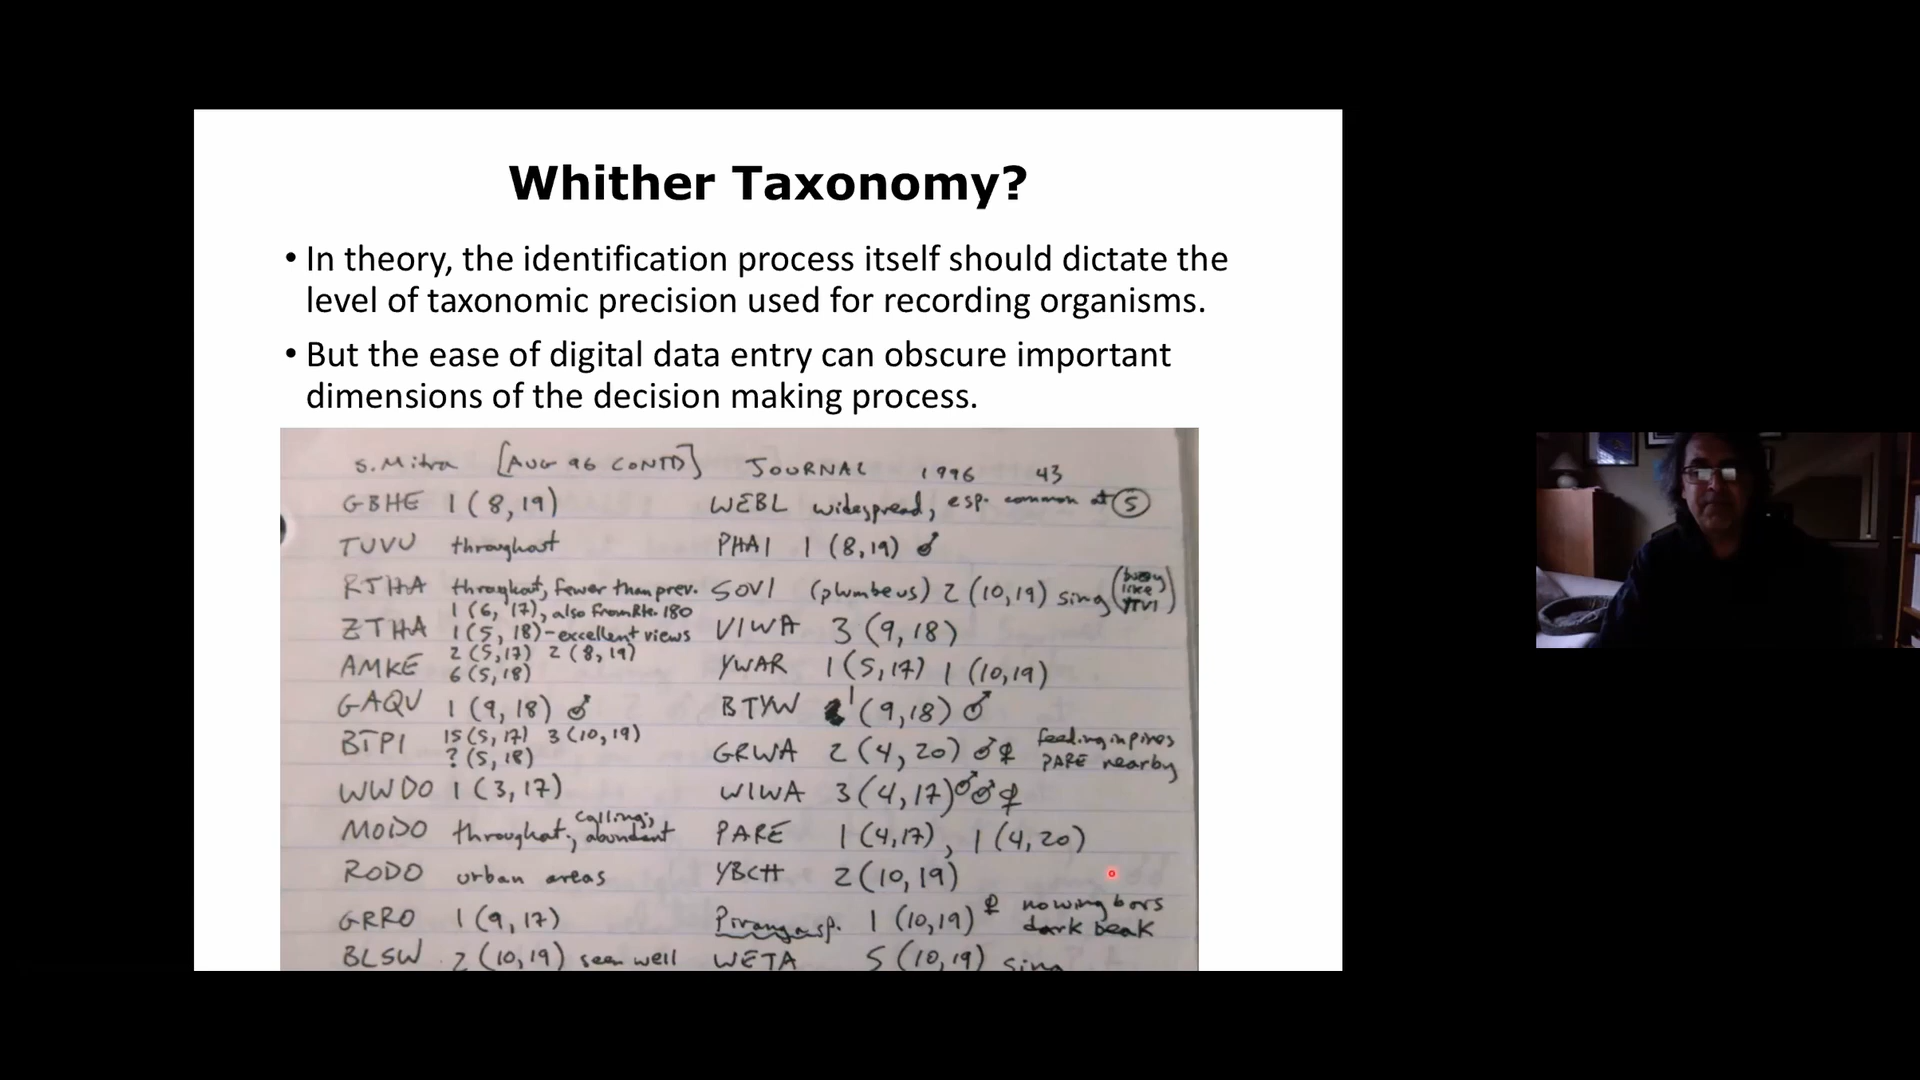 Whither Taxonomy?
• In theory, the identification process itself should dictate the
level of taxonomic precision used for recording organisms.
• But the ease of digital data entry can obscure important
dimensions of the decision making process.
S. Mitra [AUG 96 CONTD] JOURNAL 1996 43
GBHE 1 (8,19)
TUVU throughout
RTHA throughout, fewer than prev.
ZTHA 1 (6, 17), also from Rte. 180
1 (5, 18) - excellent views
AMKE 2 (5,17) 2 (8,19)
6 (5,18)
GAQU 1 (9,18) ♂
BTPI 15 (5,17) 3 (10,19)
? (5,18)
WWDO 1 (3,17)
MODO throughout, calling, abundant
RODO urban areas
GRRO 1 (9,17)
BLSW 2 (10,19) seen well
WEBL widespread, esp. common at 5
PHAI 1 (8,19) ♂
SOVI (plumbeus) 2 (10,19) sing (like YTVI)
VIWA 3 (9,18)
YWAR 1 (5,17) 1 (10,19)
BTYW 1 (9,18) ♂
GRWA 2 (4,20) ♂♀ feeding in pines
PARE nearby
WIWA 3 (4,17) ♂♂♀
PARE 1 (4,17), 1 (4,20)
YBCH 2 (10,19)
Piranga sp. 1 (10,19) ♀ no wing bars
dark beak
WETA 5 (10,19) sing